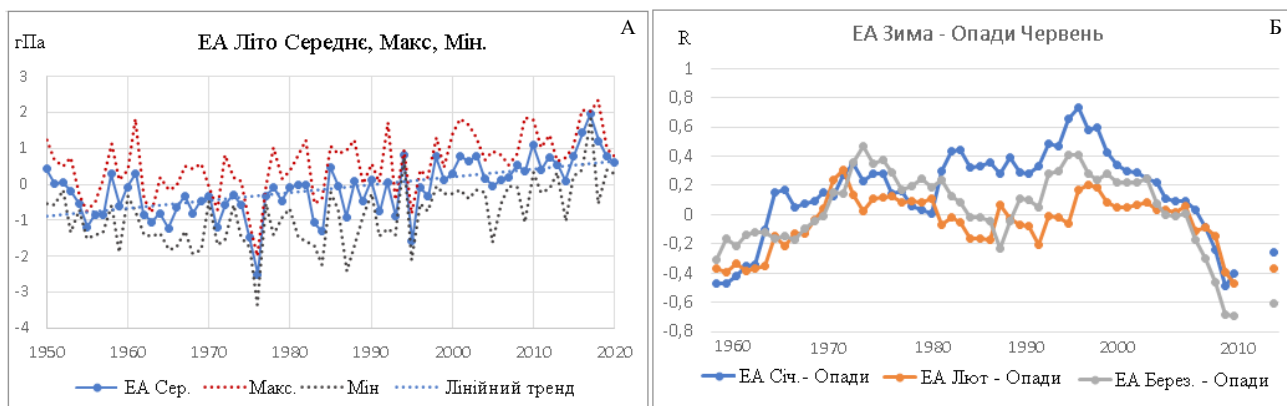 гПа
ЕА Літо Середнє, Макс, Мін.
А
3
2
1
0
-1
-2
-3
-4
1950
1960
1970
1980
1990
2000
2010
2020
ЕА Сер.
Макс.
Мін
Лінійний тренд
R
ЕА Зима - Опади Червень
Б
1
0,8
0,6
0,4
0,2
0
-0,2
-0,4
-0,6
-0,8
1960
1970
1980
1990
2000
2010
ЕА Січ.- Опади
ЕА Лют - Опади
ЕА Берез. - Опади